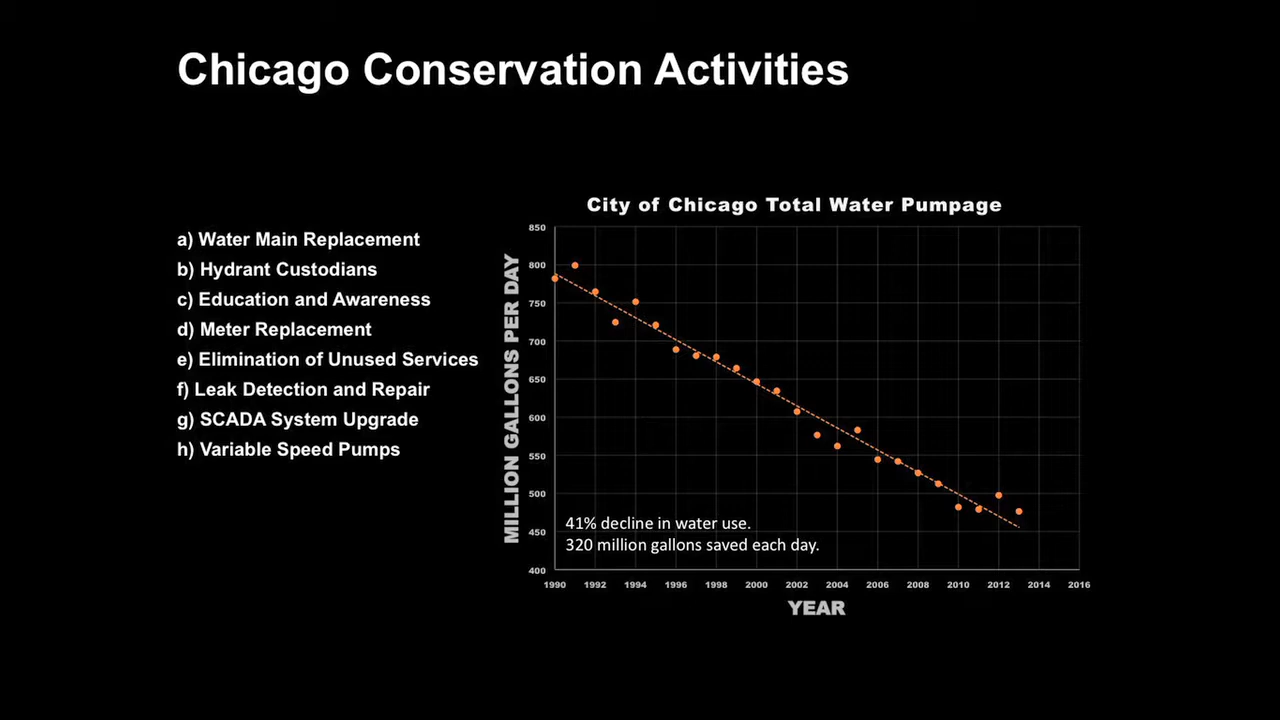 Chicago Conservation Activities
a) Water Main Replacement
b) Hydrant Custodians
c) Education and Awareness
d) Meter Replacement
e) Elimination of Unused Services
f) Leak Detection and Repair
g) SCADA System Upgrade
h) Variable Speed Pumps
City of Chicago Total Water Pumpage
MILLION GALLONS PER DAY
850
800
750
700
650
600
550
500
450
400
41% decline in water use.
320 million gallons saved each day.
1990 1992 1994 1996 1998 2000 2002 2004 2006 2008 2010 2012 2014 2016
YEAR